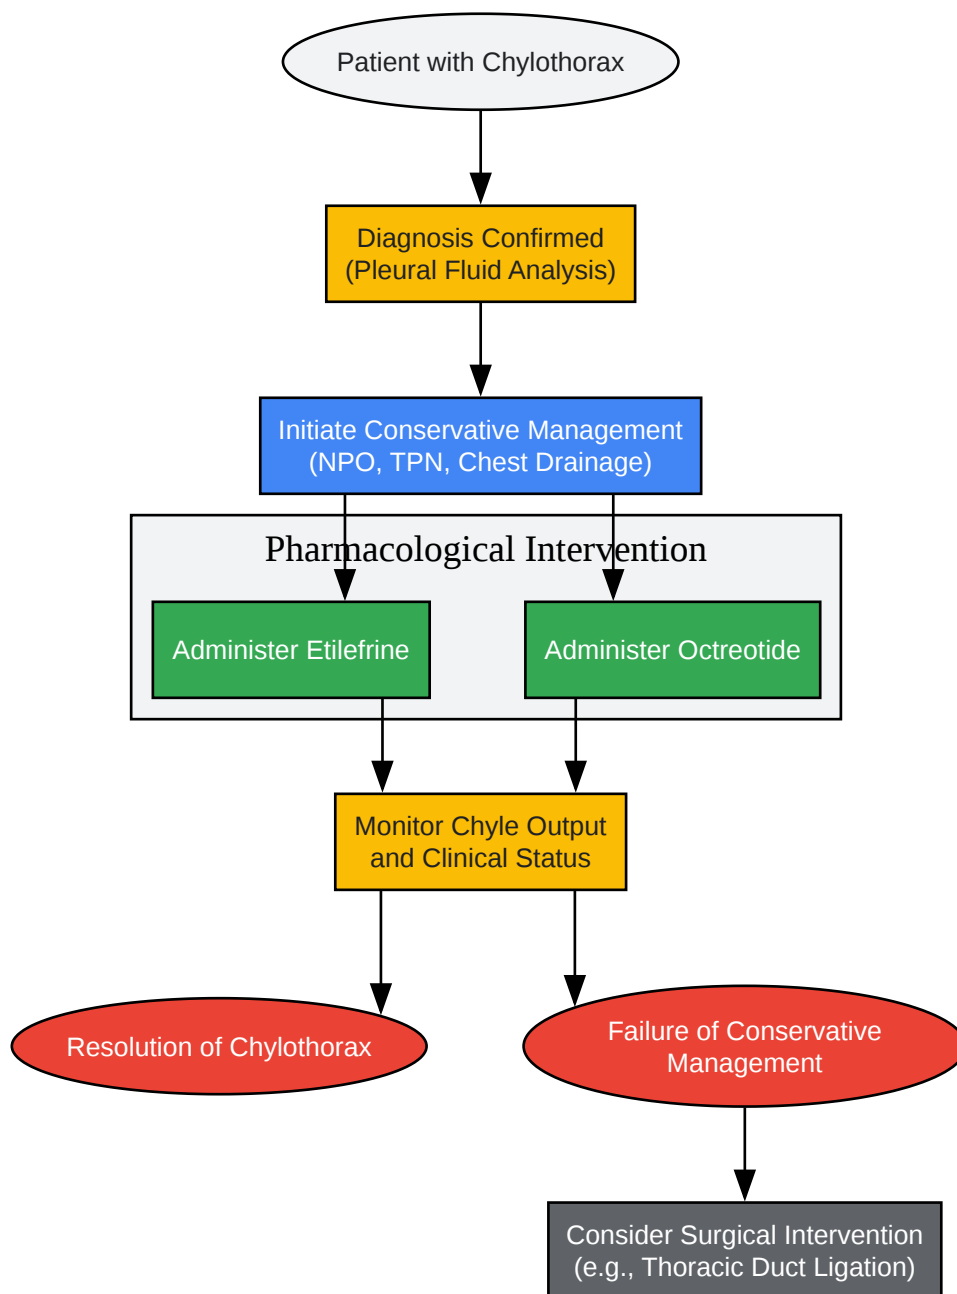 Patient with Chylothorax
Diagnosis Confirmed
(Pleural Fluid Analysis)
Initiate Conservative Management
(NPO, TPN, Chest Drainage)
Pharmacological Intervention
Administer Etilefrine
Administer Octreotide
Monitor Chyle Output
and Clinical Status
Resolution of Chylothorax
Failure of Conservative
Management
Consider Surgical Intervention
(e.g., Thoracic Duct Ligation)